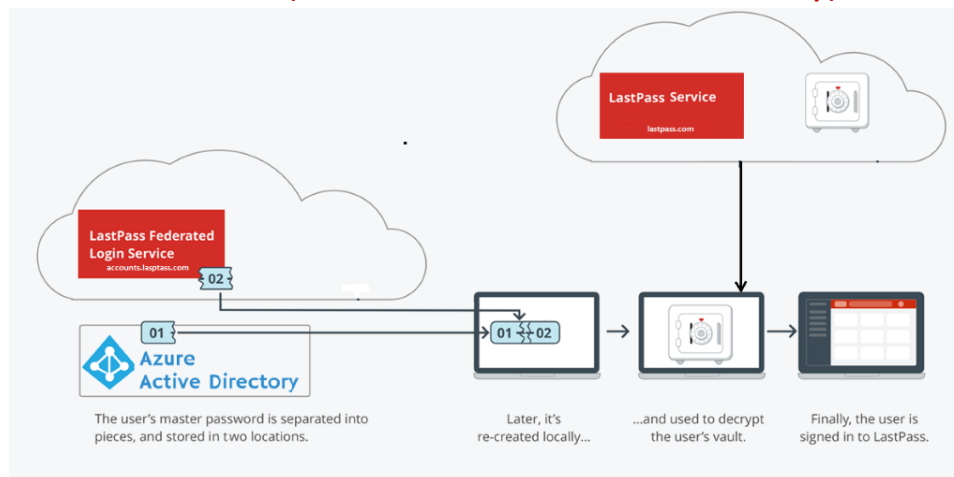 LastPass Service
lastpass.com
LastPass Federated
Login Service
accounts.lasptass.com
02
01
01
02
Azure
Active Directory
The user's master password is separated into
pieces, and stored in two locations.
Later, it's
re-created locally...
...and used to decrypt
the user's vault.
Finally, the user is
signed in to LastPass.